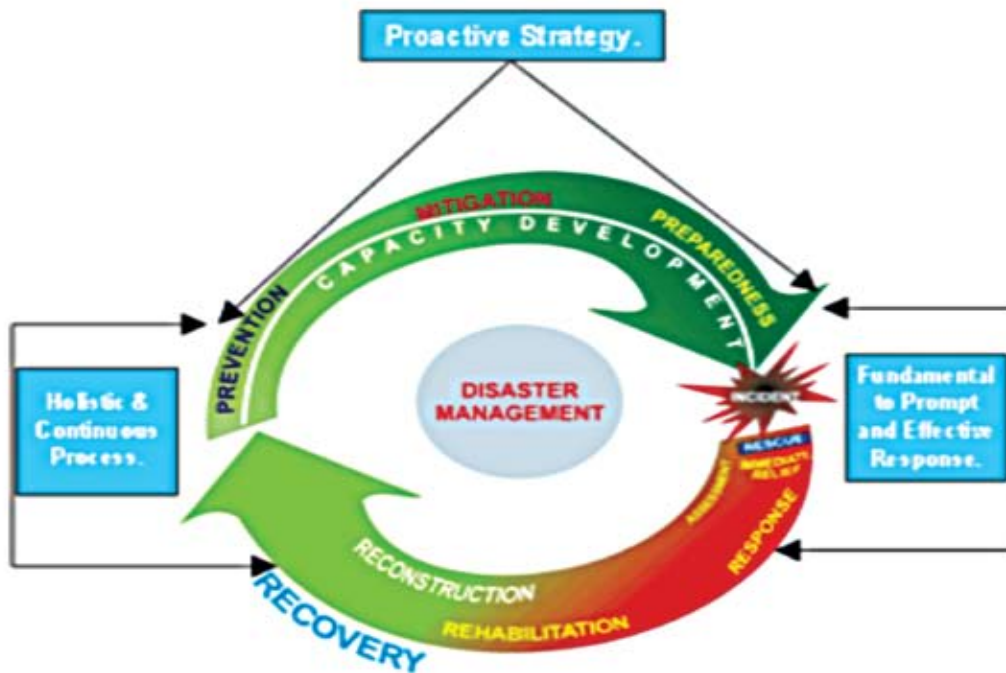 Proactive Strategy.
MITIGATION
CAPACITY DEVELOPMENT
PREPAREDNESS
PREVENTION
Holistic &
Continuous
Process.
DISASTER
MANAGEMENT
INCIDENT
Fundamental
to Prompt
and Effective
Response.
RESCUE
IMMEDIATE
RELIEF
ASSESSMENT
RESPONSE
RECONSTRUCTION
REHABILITATION
RECOVERY